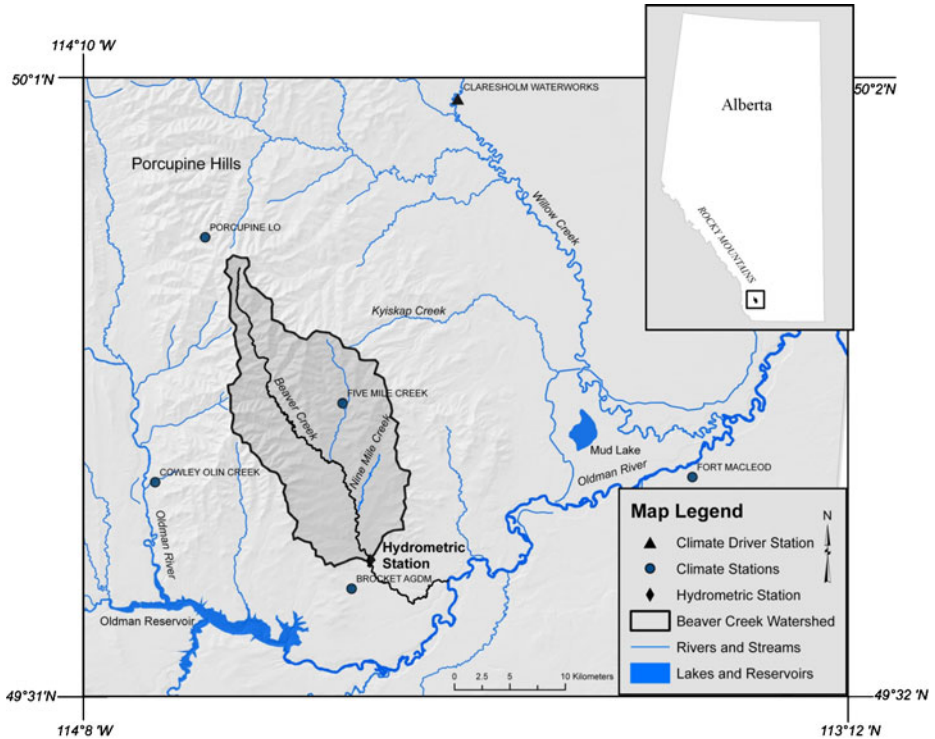 114°10 'W
50°1'N
50°2'N
CLARESHOLM WATERWORKS
Alberta
Porcupine Hills
Willow Creek
ROCKY MOUNTAINS
PORCUPINE LO
Kyiskap Creek
Beaver Creek
FIVE MILE CREEK
Nine Mile Creek
Mud Lake
COWLEY OLIN CREEK
Oldman River
FORT MACLEOD
Oldman River
Hydrometric
Station
BROCKET AGDM
Oldman Reservoir
Map Legend
N
Climate Driver Station
Climate Stations
Hydrometric Station
Beaver Creek Watershed
Rivers and Streams
Lakes and Reservoirs
0 2.5 5 10 Kilometers
49°31'N
49°32 'N
114°8 'W
113°12 'W